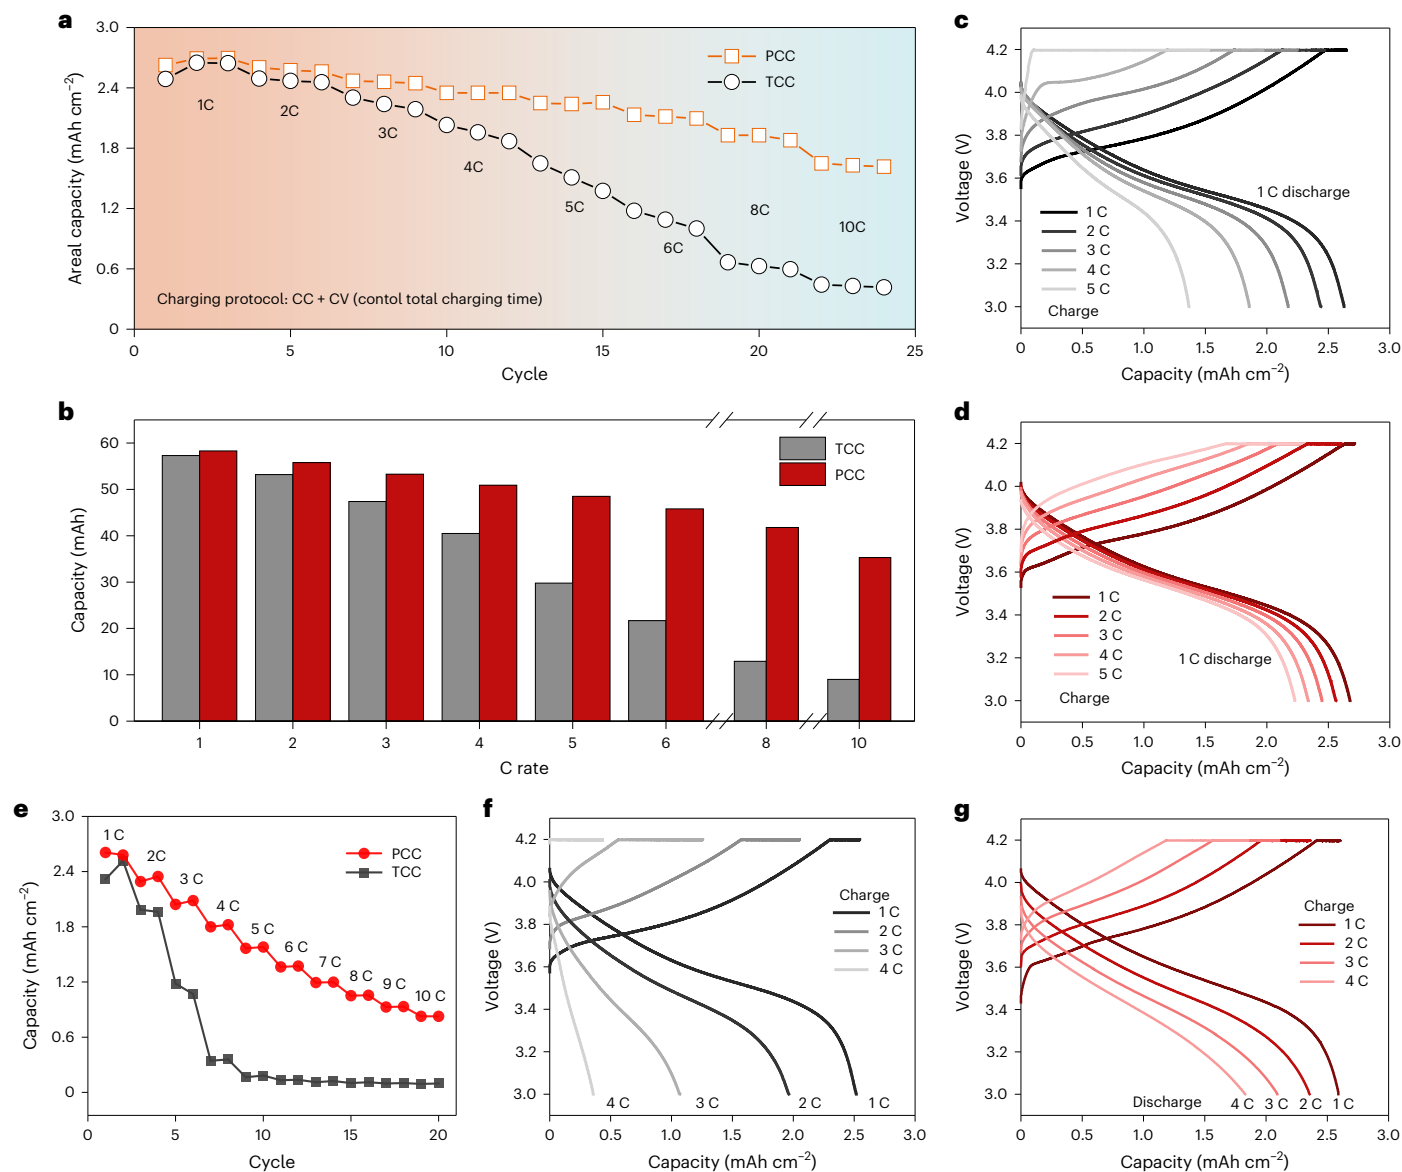 a
3.0
2.4
1.8
1.2
0.6
0
Areal capacity (mAh cm−2)
PCC
TCC
1C
2C
3C
4C
5C
6C
8C
10C
Charging protocol: CC + CV (contol total charging time)
0
5
10
15
20
25
Cycle
b
60
50
40
30
20
10
0
Capacity (mAh)
TCC
PCC
1
2
3
4
5
6
8
10
C rate
c
4.2
4.0
3.8
3.6
3.4
3.2
3.0
Voltage (V)
1 C discharge
1 C
2 C
3 C
4 C
5 C
Charge
0
0.5
1.0
1.5
2.0
2.5
3.0
Capacity (mAh cm−2)
d
4.2
4.0
3.8
3.6
3.4
3.2
3.0
Voltage (V)
1 C
2 C
3 C
4 C
5 C
Charge
1 C discharge
0
0.5
1.0
1.5
2.0
2.5
3.0
Capacity (mAh cm−2)
e
3.0
2.4
1.8
1.2
0.6
0
Capacity (mAh cm−2)
1 C
2C
3 C
4 C
5 C
6 C
7 C
8 C
9 C
10 C
PCC
TCC
0
5
10
15
20
Cycle
f
4.2
4.0
3.8
3.6
3.4
3.2
3.0
Voltage (V)
Charge
1 C
2 C
3 C
4 C
4 C
3 C
2 C
1 C
0
0.5
1.0
1.5
2.0
2.5
3.0
Capacity (mAh cm−2)
g
4.2
4.0
3.8
3.6
3.4
3.2
3.0
Voltage (V)
Charge
1 C
2 C
3 C
4 C
Discharge
4 C
3 C
2 C
1 C
0
0.5
1.0
1.5
2.0
2.5
3.0
Capacity (mAh cm−2)